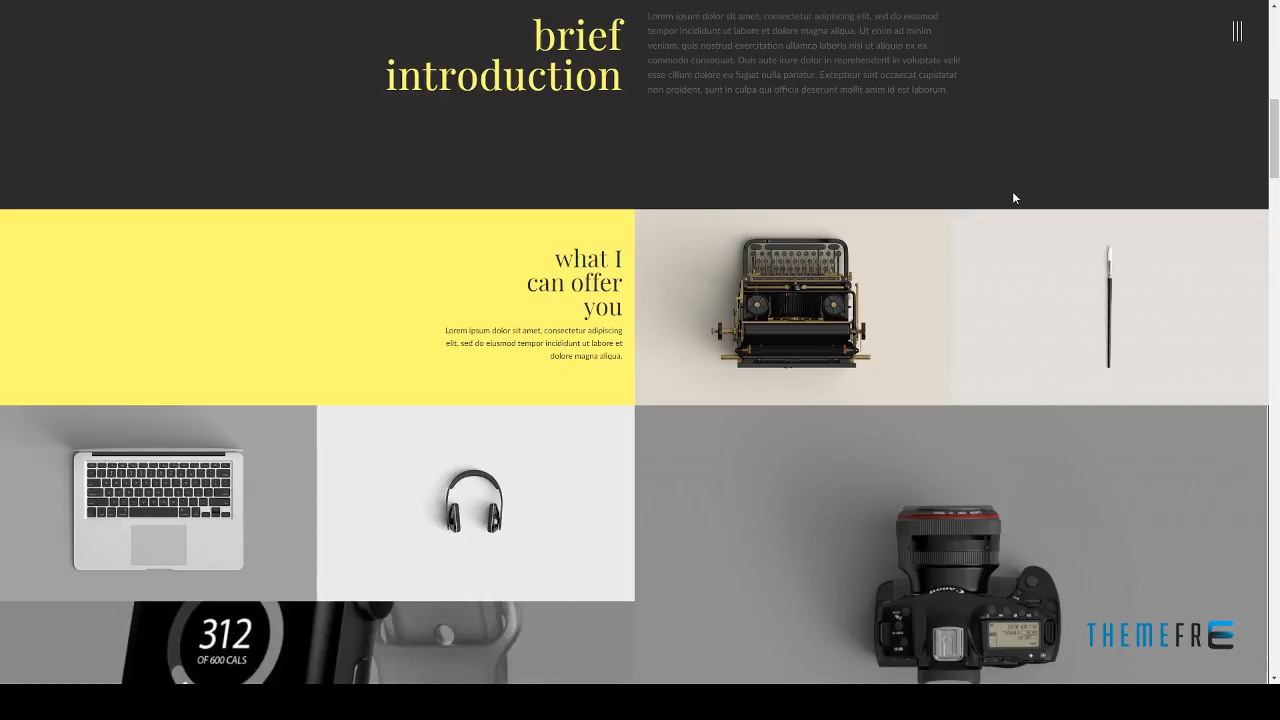 brief
introduction
Lorem ipsum dolor sit amet, consectetur adipiscing elit, sed do eiusmod
tempor incididunt ut labore et dolore magna aliqua. Ut enim ad minim
veniam, quis nostrud exercitation ullamco laboris nisi ut aliquip ex ea
commodo consequat. Duis aute irure dolor in reprehenderit in voluptate velit
esse cillum dolore eu fugiat nulla pariatur. Excepteur sint occaecat cupidatat
non proident, sunt in culpa qui officia deserunt mollit anim id est laborum.
what I
can offer
you
Lorem ipsum dolor sit amet, consectetur adipiscing
elit, sed do eiusmod tempor incididunt ut labore et
dolore magna aliqua.
312
OF 600 CALS
Canon
THEMEFRE